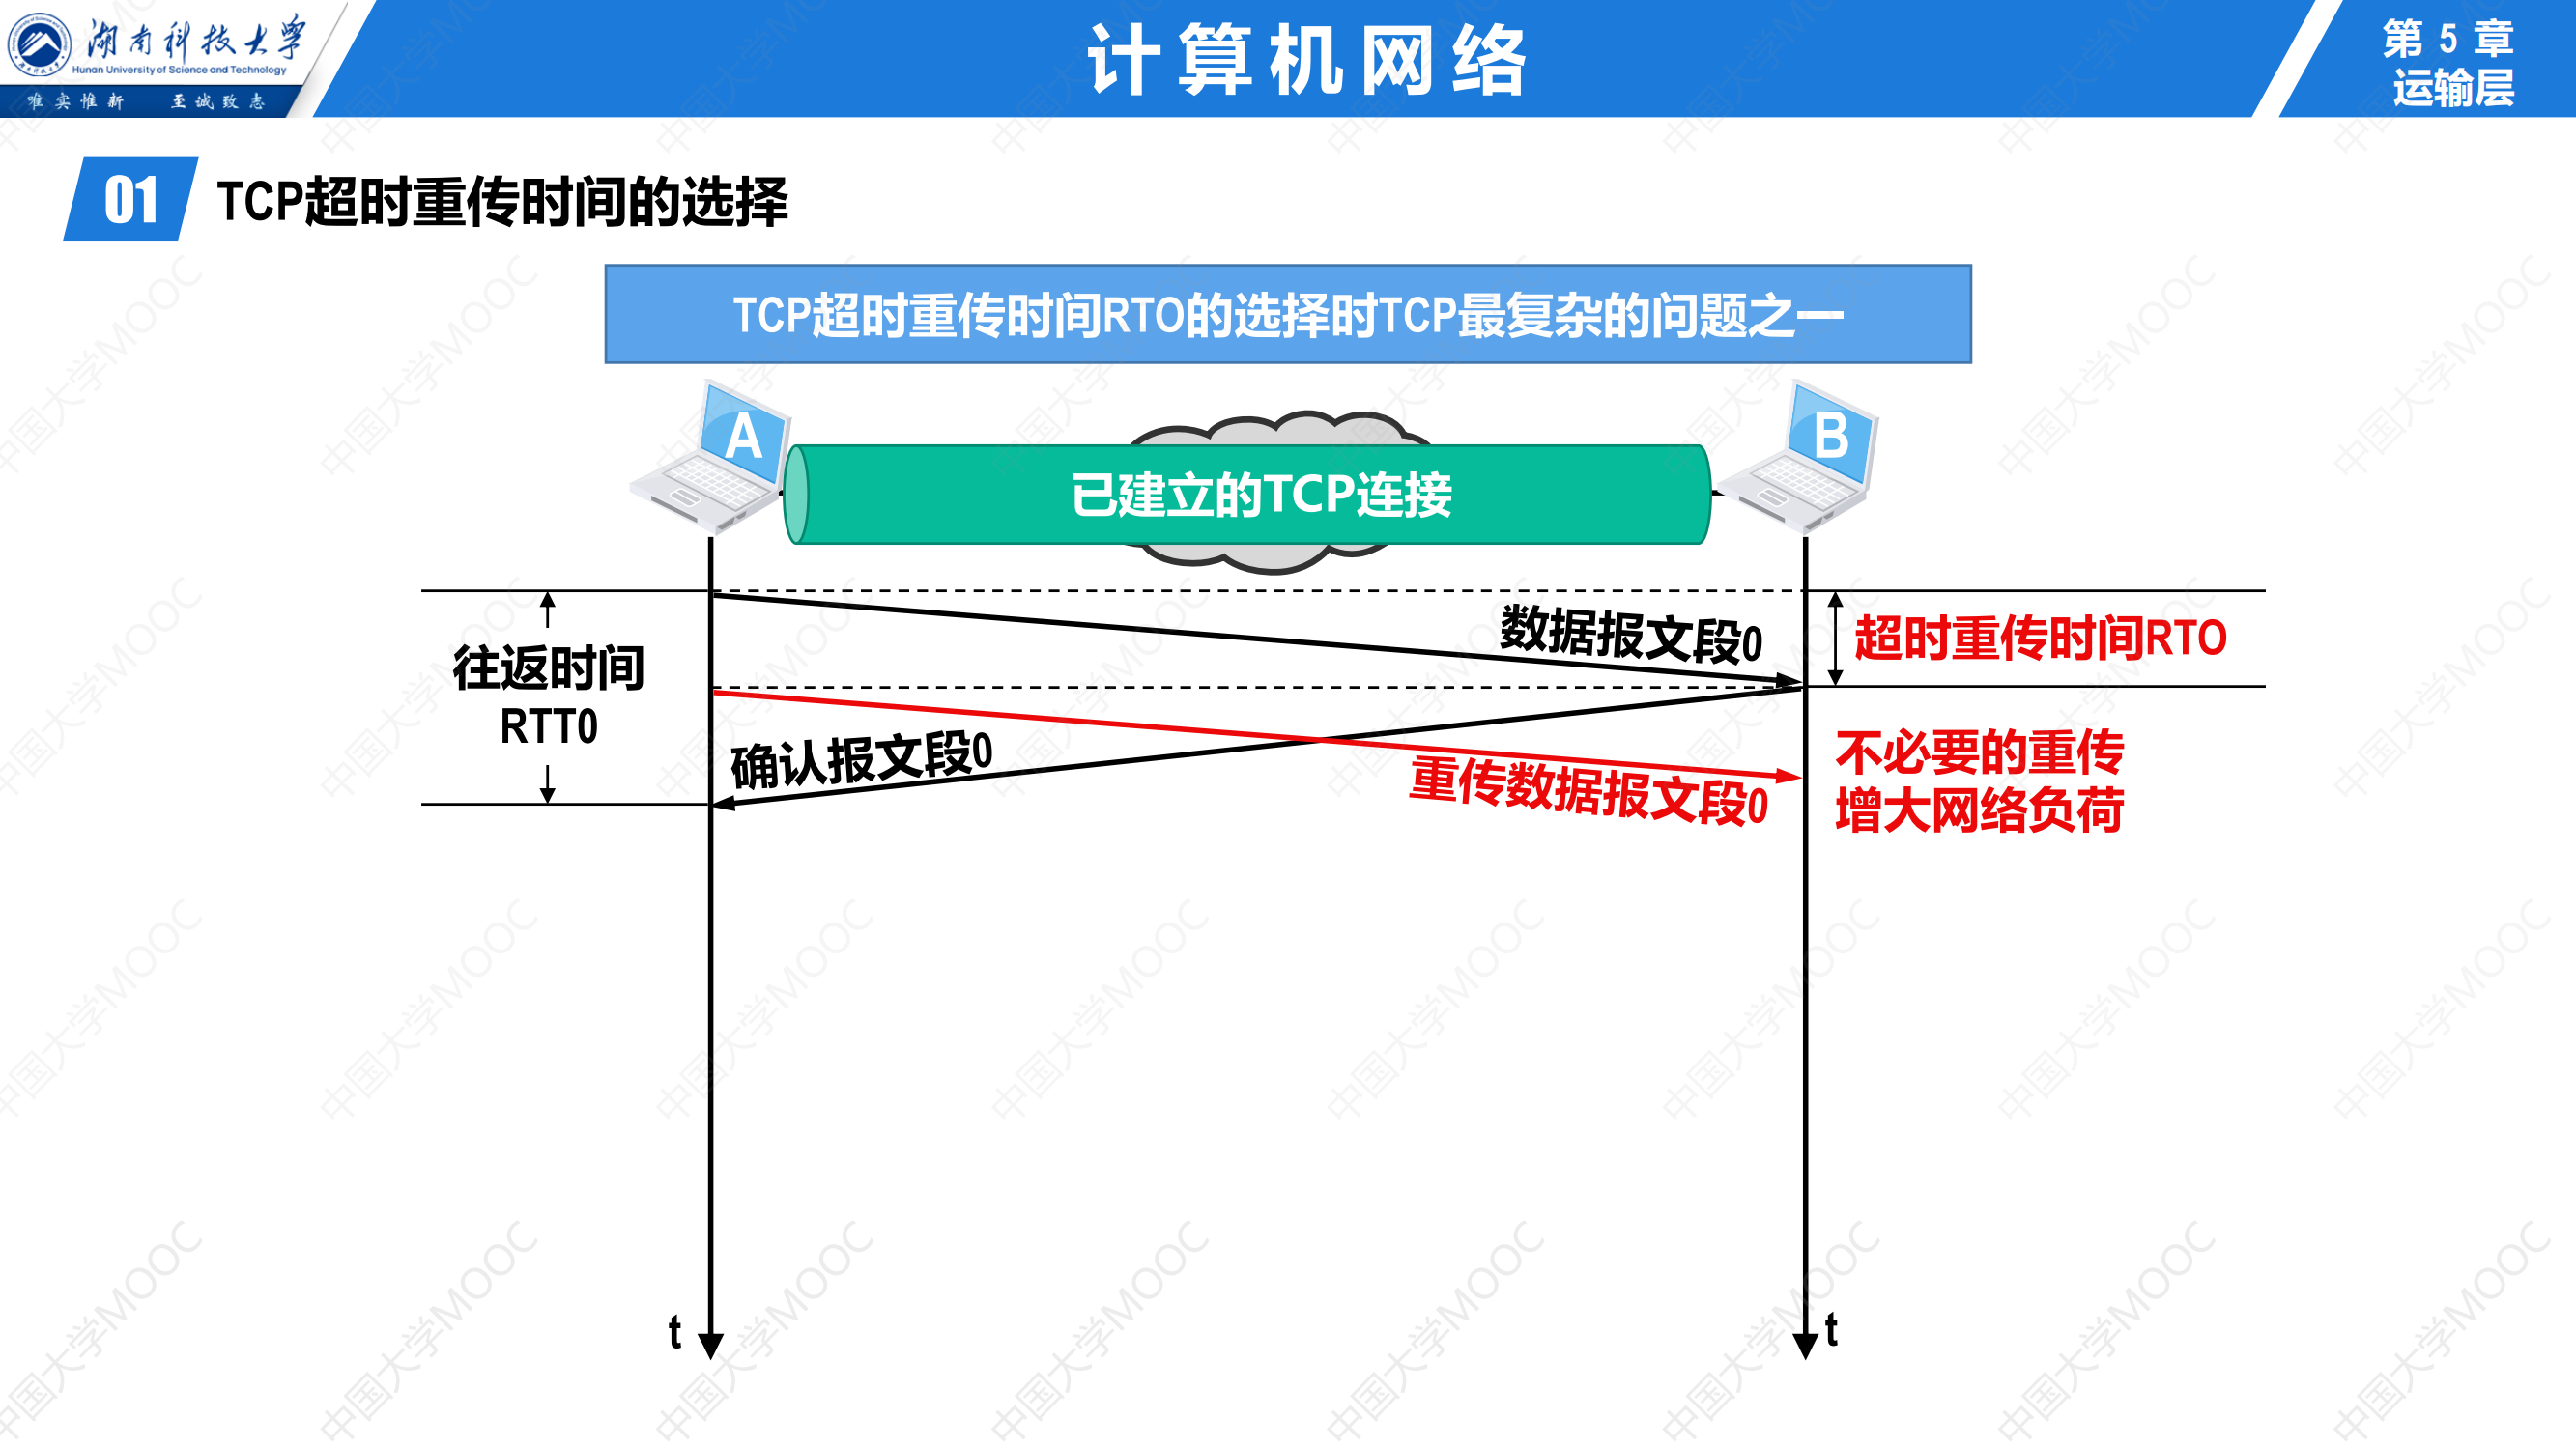 湖南科技大学
Hunan University of Science and Technology
唯实惟新 至诚致志
计算机网络
第 5 章
运输层
01 TCP超时重传时间的选择
TCP超时重传时间RTO的选择时TCP最复杂的问题之一
A
B
已建立的TCP连接
数据报文段0
超时重传时间RTO
往返时间
RTT0
确认报文段0
重传数据报文段0
不必要的重传
增大网络负荷
t
t
中国大学MOOC